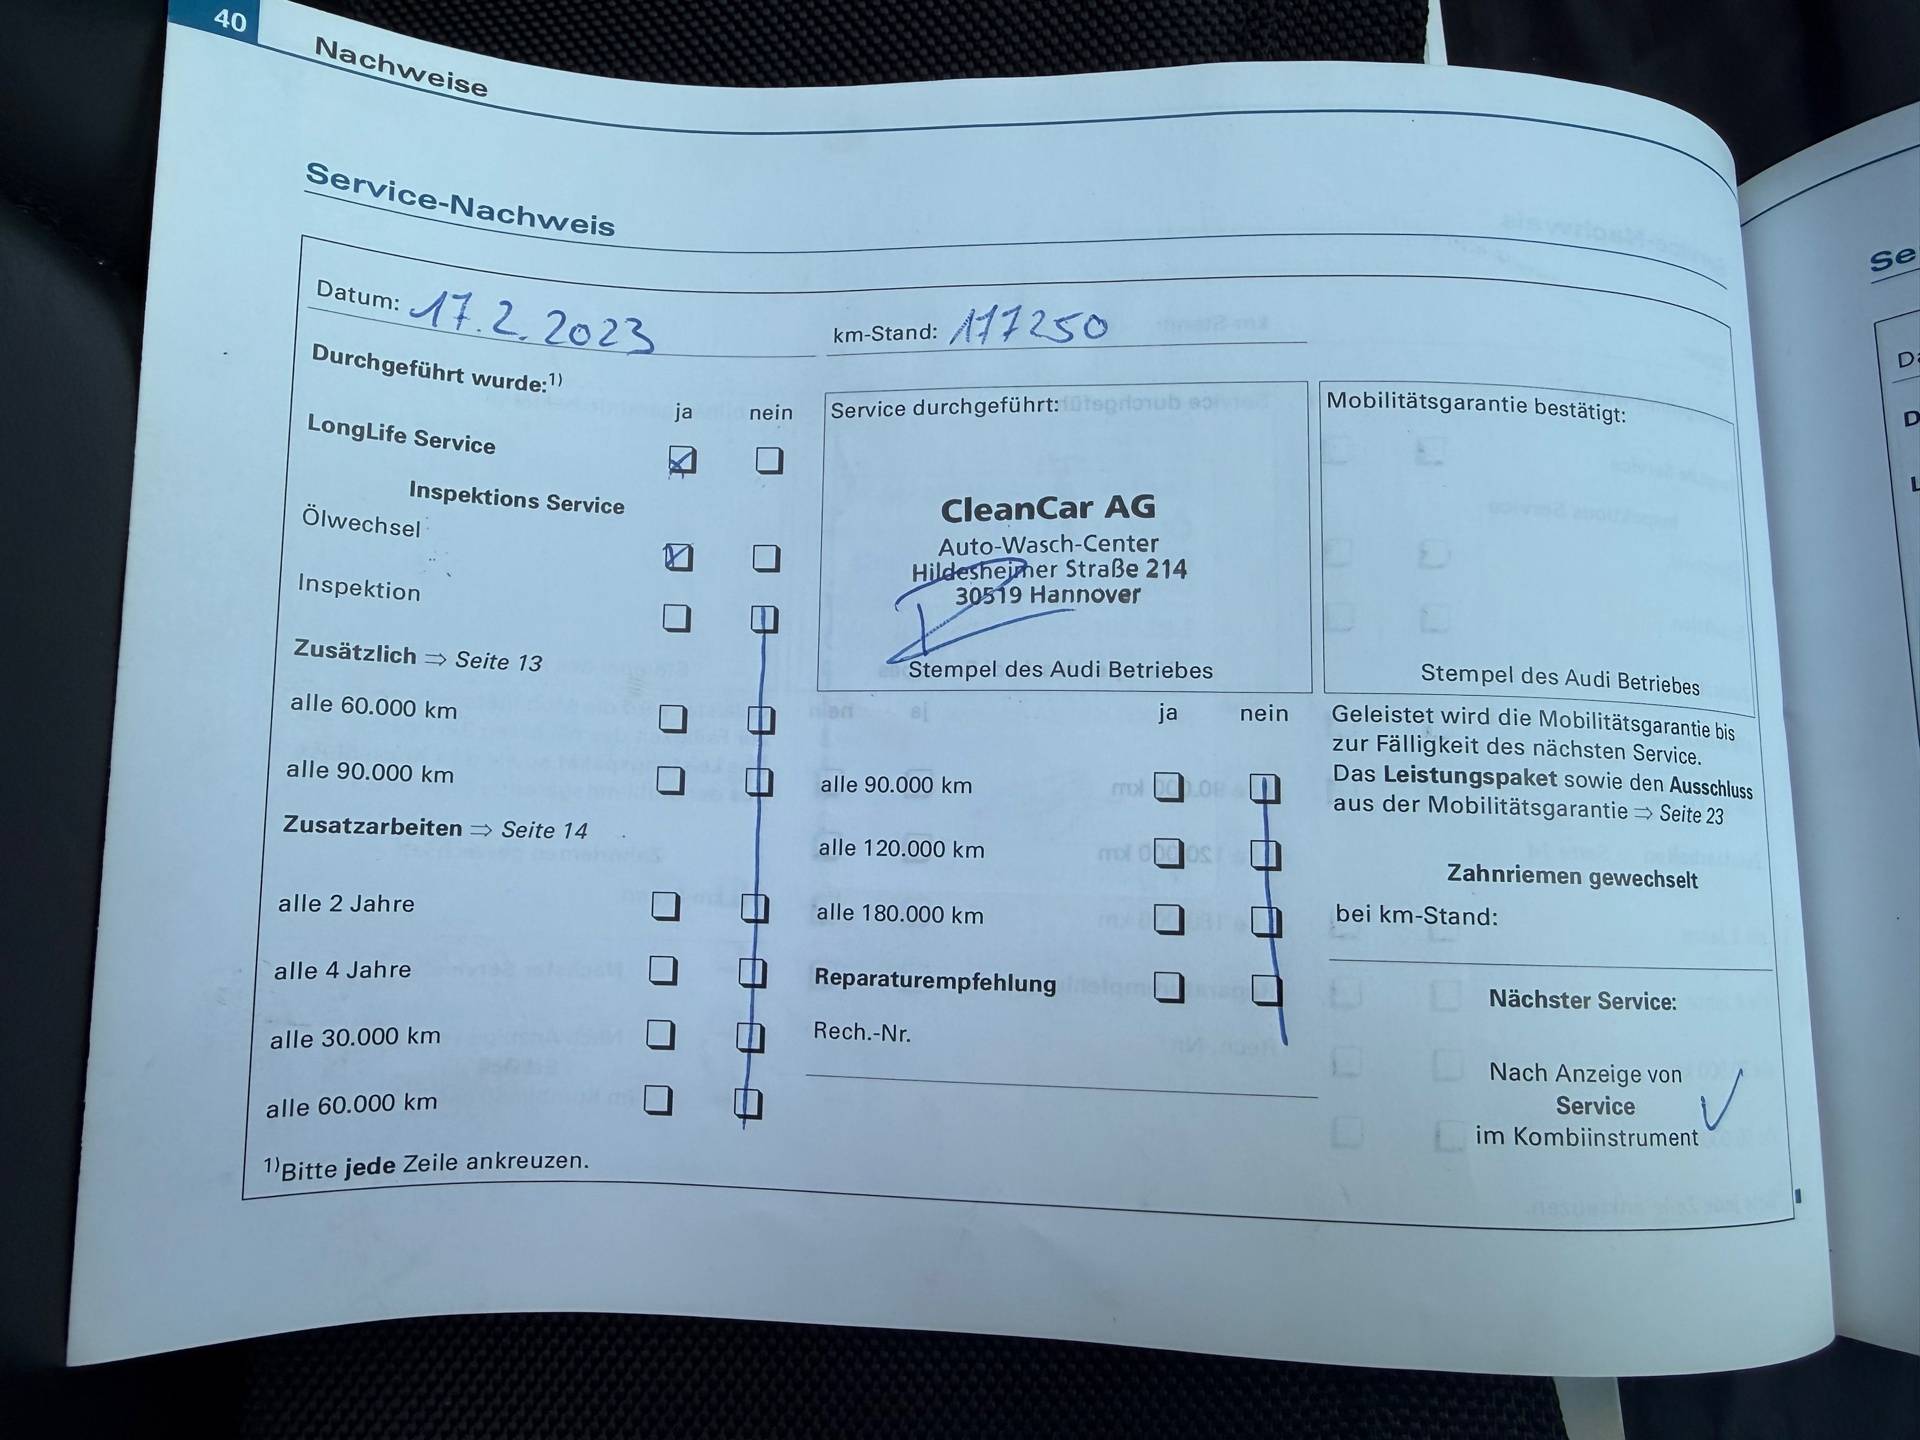 40
Nachweise
Service-Nachweis
Datum: 17.2.2023
km-Stand: 117250
Durchgeführt wurde:1)
ja nein
LongLife Service
Inspektions Service
Ölwechsel
Inspektion
Zusätzlich ⇒ Seite 13
alle 60.000 km
alle 90.000 km
Zusatzarbeiten ⇒ Seite 14
alle 2 Jahre
alle 4 Jahre
alle 30.000 km
alle 60.000 km
1)Bitte jede Zeile ankreuzen.
Service durchgeführt:
CleanCar AG
Auto-Wasch-Center
Hildesheimer Straße 214
30519 Hannover
Stempel des Audi Betriebes
ja nein
alle 90.000 km
alle 120.000 km
alle 180.000 km
Reparaturempfehlung
Rech.-Nr.
Mobilitätsgarantie bestätigt:
Stempel des Audi Betriebes
Geleistet wird die Mobilitätsgarantie bis
zur Fälligkeit des nächsten Service.
Das Leistungspaket sowie den Ausschluss
aus der Mobilitätsgarantie ⇒ Seite 23
Zahnriemen gewechselt
bei km-Stand:
Nächster Service:
Nach Anzeige von
Service
im Kombiinstrument